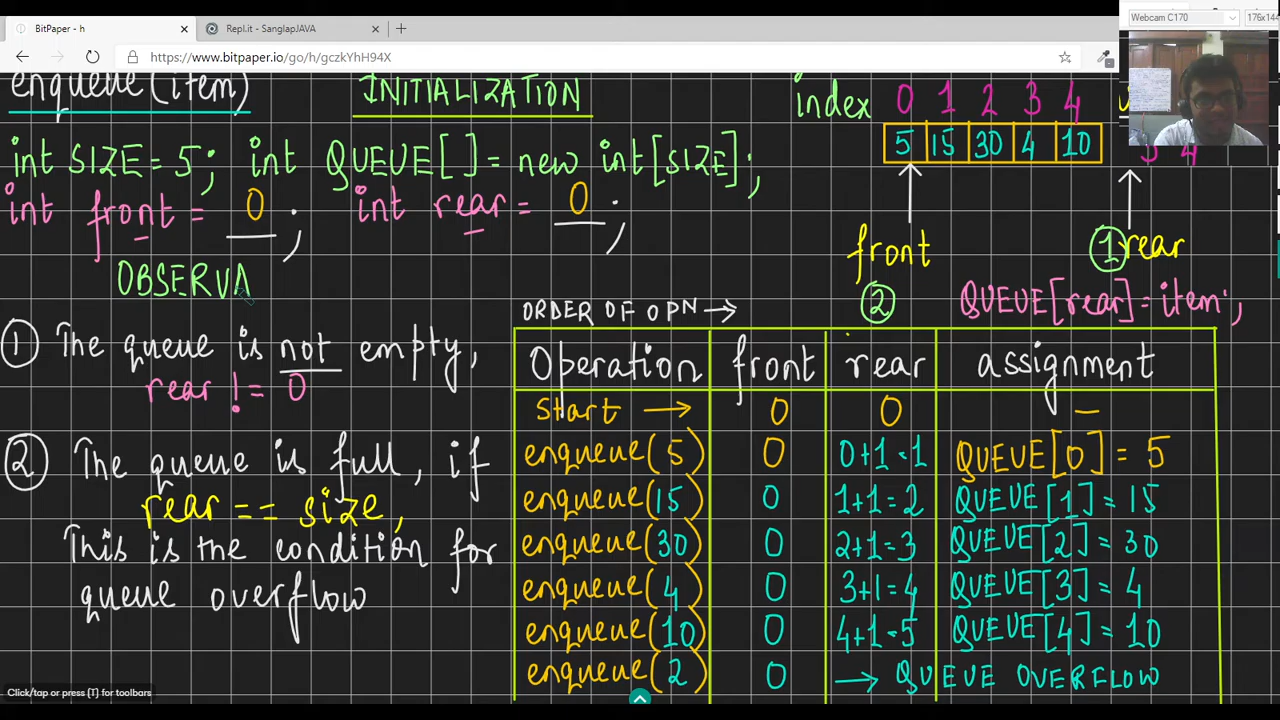 BitPaper - h
Repl.it - SanglapJAVA
https://www.bitpaper.io/go/h/gczkYhH94X
Webcam C170
176x14
enqueue(item)
INITIALIZATION
int SIZE = 5; int QUEUE[] = new int[SIZE];
int front = 0; int rear = 0;
OBSERVA
① The queue is not empty,
rear != 0
② The queue is full, if
rear == size,
This is the condition for
queue overflow
index 0 1 2 3 4
5 15 30 4 10
3 4
front
① rear
②
QUEUE[rear] = item;
ORDER OF OPN →
Operation front rear assignment
Start → 0 0 —
enqueue(5) 0 0+1=1 QUEUE[0] = 5
enqueue(15) 0 1+1=2 QUEUE[1] = 15
enqueue(30) 0 2+1=3 QUEUE[2] = 30
enqueue(4) 0 3+1=4 QUEUE[3] = 4
enqueue(10) 0 4+1=5 QUEUE[4] = 10
enqueue(2) 0 → QUEUE OVERFLOW
Click/tap or press (T) for toolbars